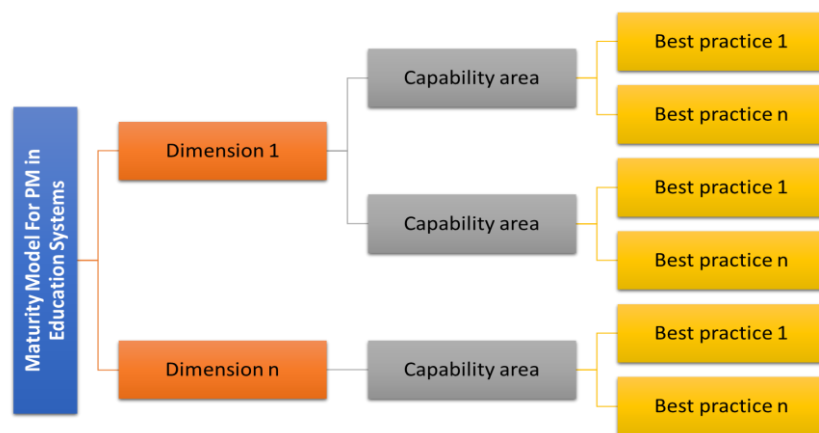 Maturity Model For PM in
Education Systems
Dimension 1
Capability area
Best practice 1
Best practice n
Capability area
Best practice 1
Best practice n
Dimension n
Capability area
Best practice 1
Best practice n